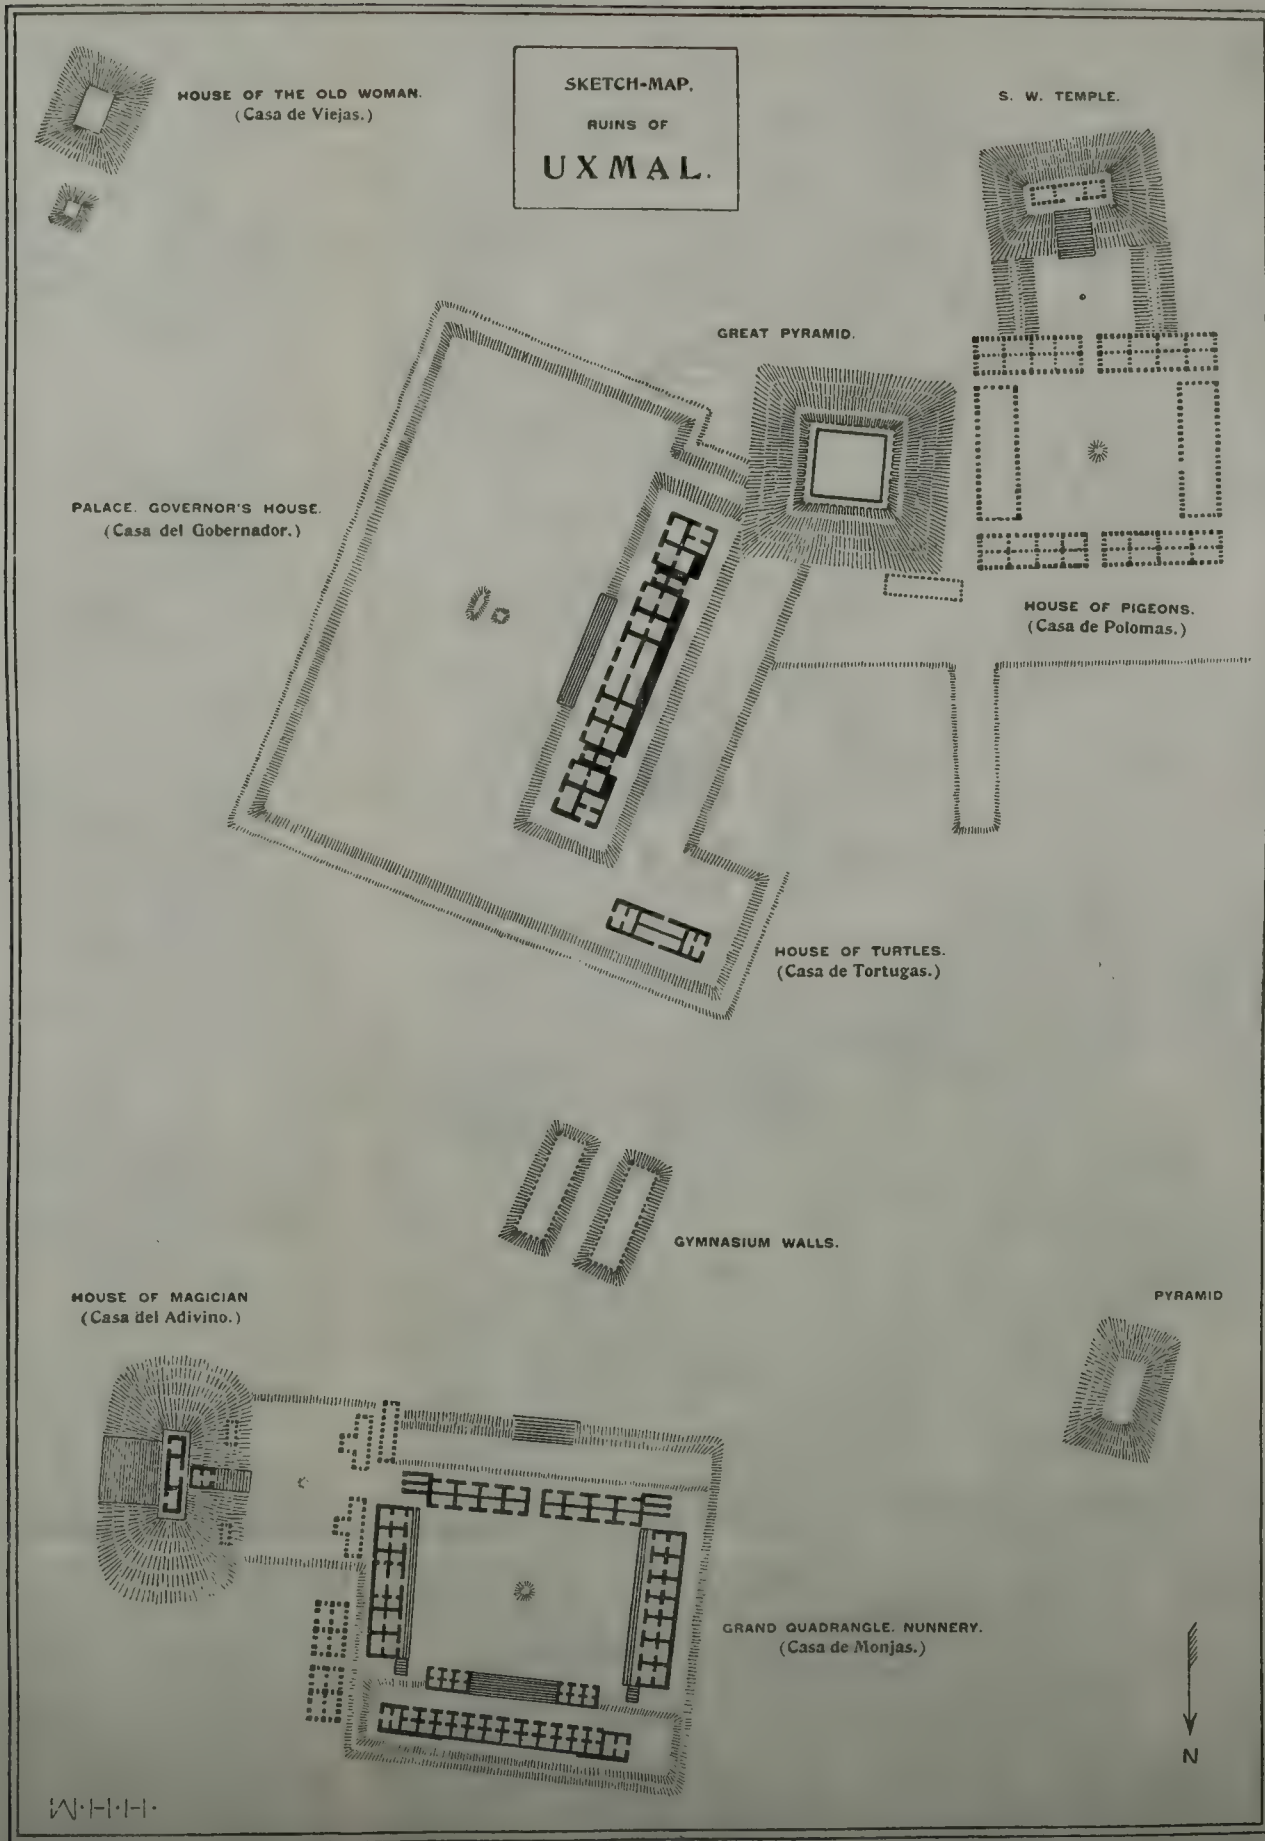 SKETCH-MAP.
RUINS OF
UXMAL.
HOUSE OF THE OLD WOMAN.
(Casa de Viejas.)
S. W. TEMPLE.
GREAT PYRAMID.
PALACE. GOVERNOR'S HOUSE.
(Casa del Gobernador.)
HOUSE OF PIGEONS.
(Casa de Polomas.)
HOUSE OF TURTLES.
(Casa de Tortugas.)
GYMNASIUM WALLS.
HOUSE OF MAGICIAN
(Casa del Adivino.)
PYRAMID
GRAND QUADRANGLE. NUNNERY.
(Casa de Monjas.)
N
W·H·H·